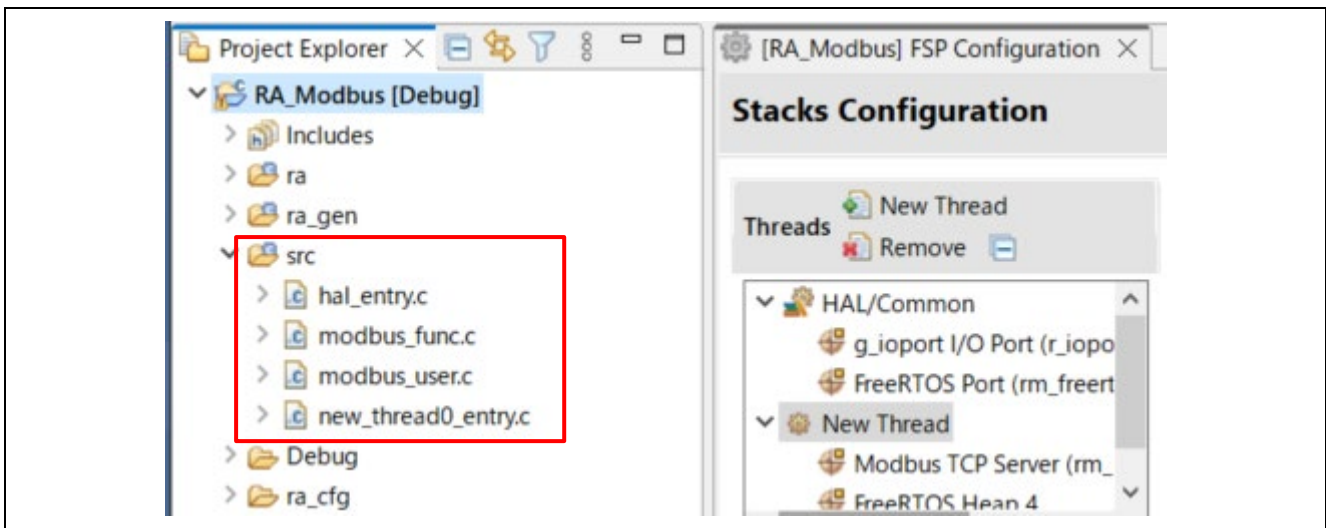 Project Explorer
RA_Modbus [Debug]
Includes
ra
ra_gen
src
hal_entry.c
modbus_func.c
modbus_user.c
new_thread0_entry.c
Debug
ra_cfg
[RA_Modbus] FSP Configuration
Stacks Configuration
Threads
New Thread
Remove
HAL/Common
g_ioport I/O Port (r_iopo
FreeRTOS Port (rm_freert
New Thread
Modbus TCP Server (rm_
FreeRTOS Heap 4